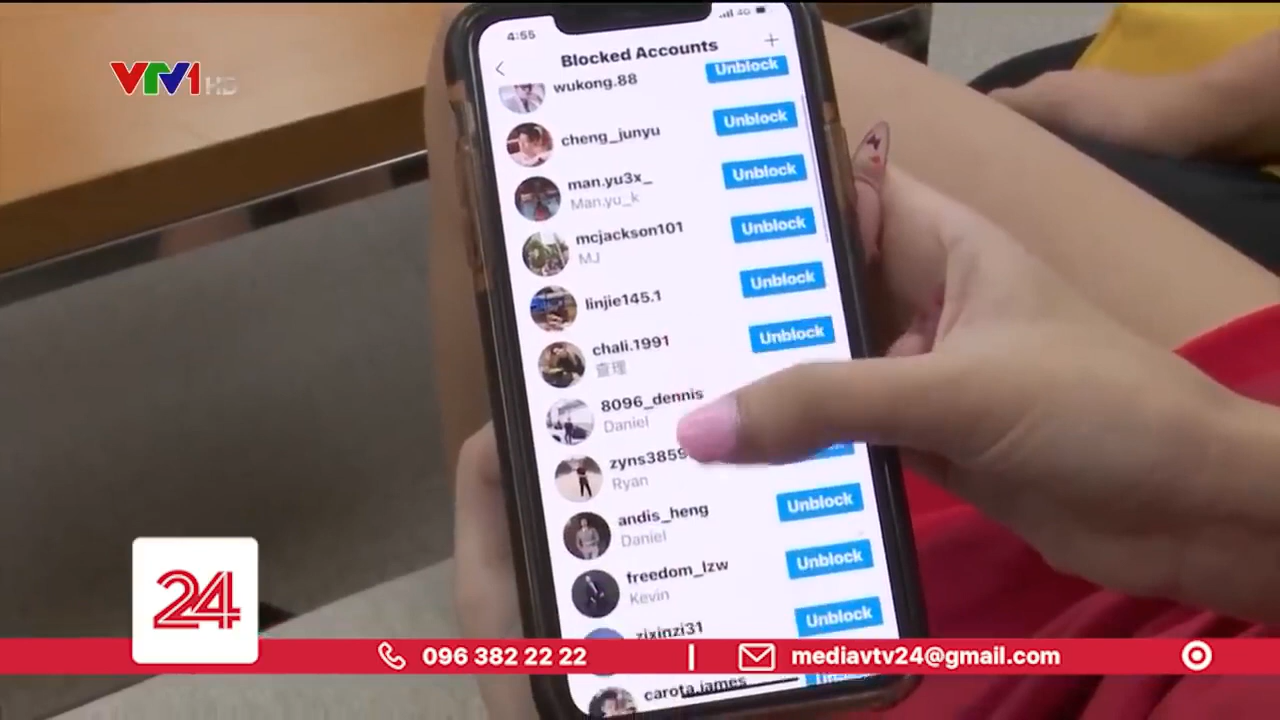 VTV1 HD
4:55
4G
Blocked Accounts
wukong.88
Unblock
cheng_junyu
Unblock
man.yu3x_
Man.yu_k
Unblock
mcjackson101
MJ
Unblock
linjie145.1
Unblock
chali.1991
查理
Unblock
8096_dennis
Daniel
zyns3859
Ryan
andis_heng
Daniel
Unblock
freedom_lzw
Kevin
Unblock
zixinzi31
Unblock
carota.james
24
096 382 22 22 | mediavtv24@gmail.com